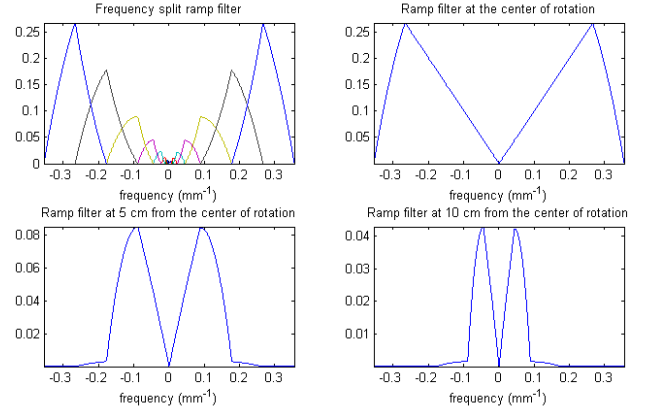 Frequency split ramp filter
0.25
0.2
0.15
0.1
0.05
0
-0.3 -0.2 -0.1 0 0.1 0.2 0.3
frequency (mm-1)
Ramp filter at the center of rotation
0.25
0.2
0.15
0.1
0.05
0
-0.3 -0.2 -0.1 0 0.1 0.2 0.3
frequency (mm-1)
Ramp filter at 5 cm from the center of rotation
0.08
0.06
0.04
0.02
-0.3 -0.2 -0.1 0 0.1 0.2 0.3
frequency (mm-1)
Ramp filter at 10 cm from the center of rotation
0.04
0.03
0.02
0.01
-0.3 -0.2 -0.1 0 0.1 0.2 0.3
frequency (mm-1)